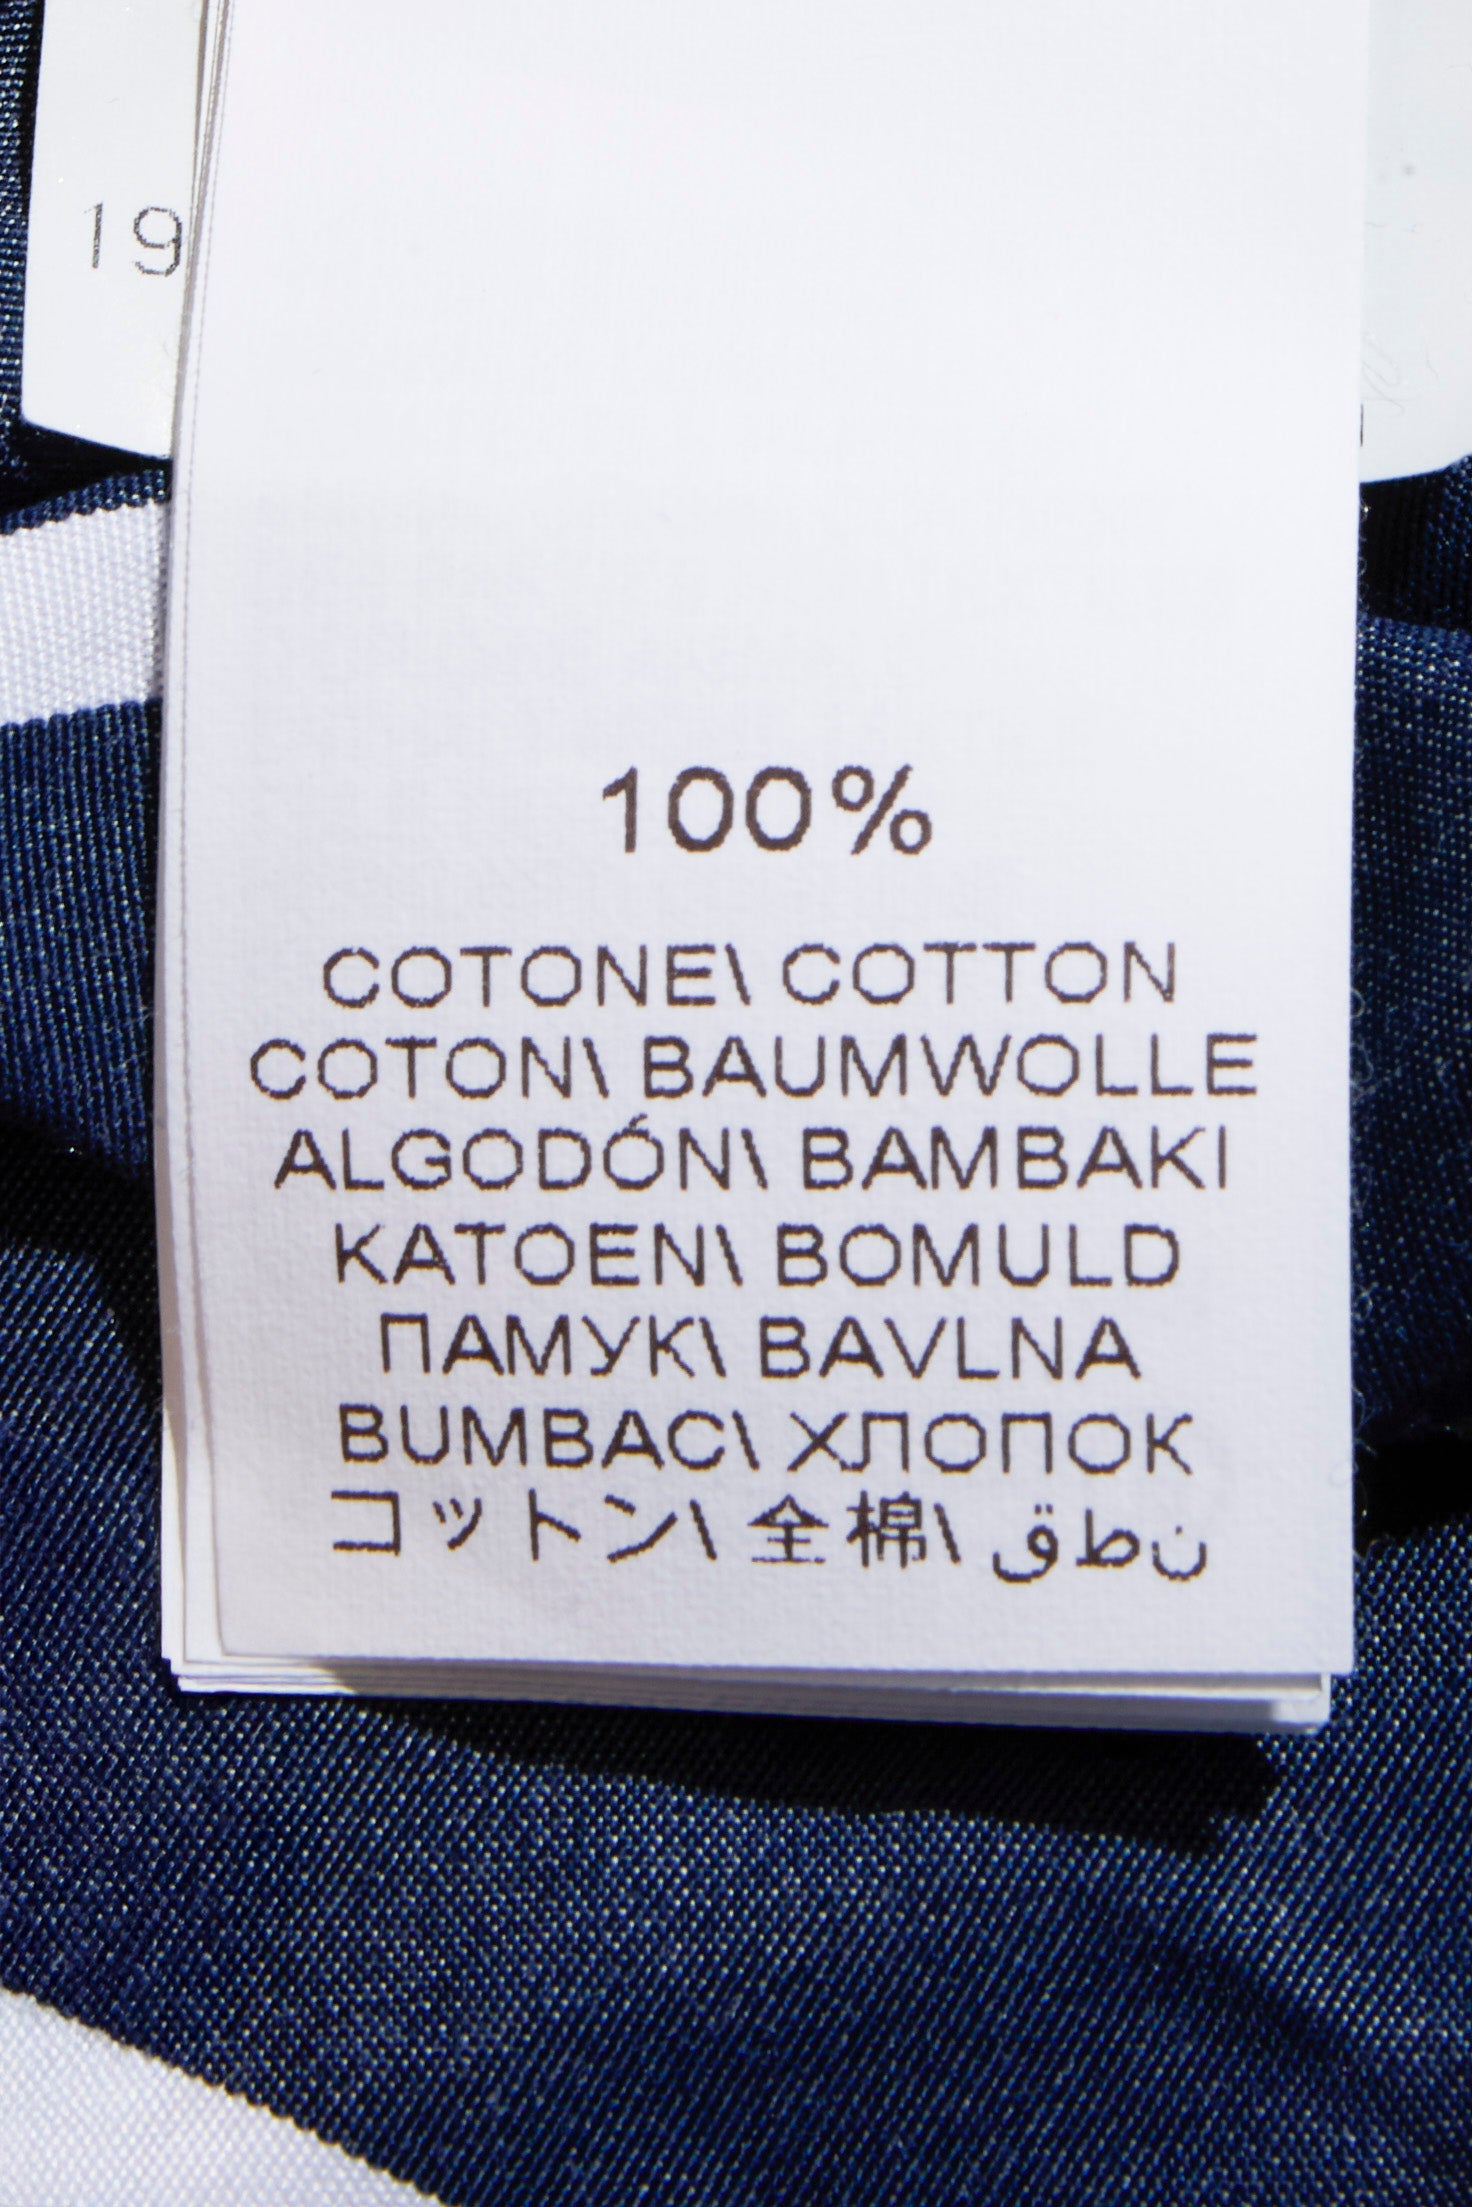 19
100%
COTONE\ COTTON
COTON\ BAUMWOLLE
ALGODÓN\ BAMBAKI
KATOEN\ BOMULD
ПАМУК\ BAVLNA
BUMBAC\ ХЛОПОК
コットン\ 全棉\ نطق